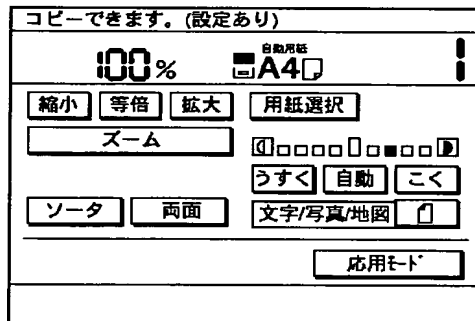 コピーできます。(設定あり)
100% 自動用紙 A4 1
縮小 等倍 拡大 用紙選択
ズーム
うすく 自動 こく
ソータ 両面 文字/写真/地図
応用ﾓｰﾄﾞ